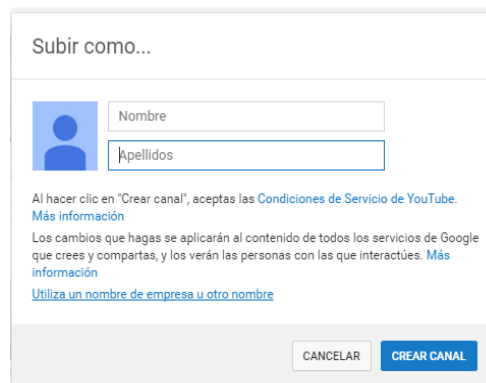 Subir como...
Nombre
Apellidos
Al hacer clic en "Crear canal", aceptas las Condiciones de Servicio de YouTube.
Más información
Los cambios que hagas se aplicarán al contenido de todos los servicios de Google
que crees y compartas, y los verán las personas con las que interactúes. Más
información
Utiliza un nombre de empresa u otro nombre
CANCELAR CREAR CANAL